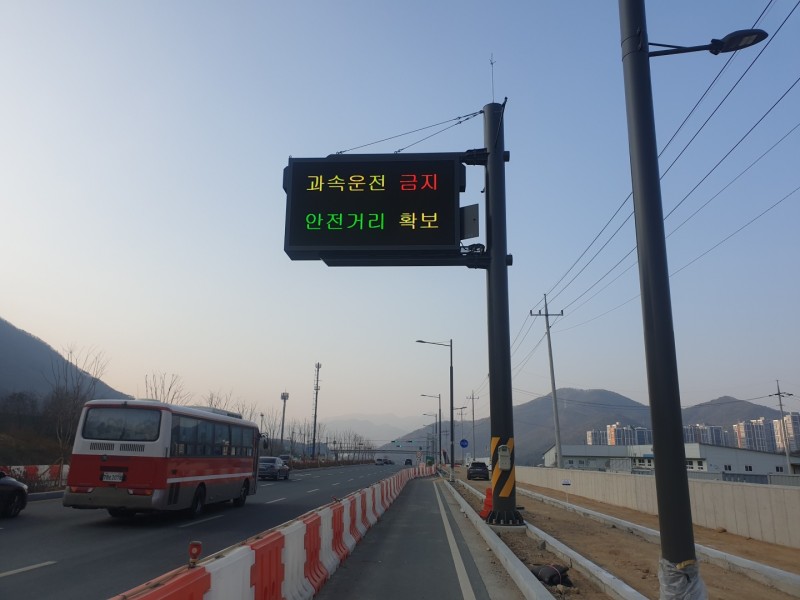 과속운전 금지
안전거리 확보